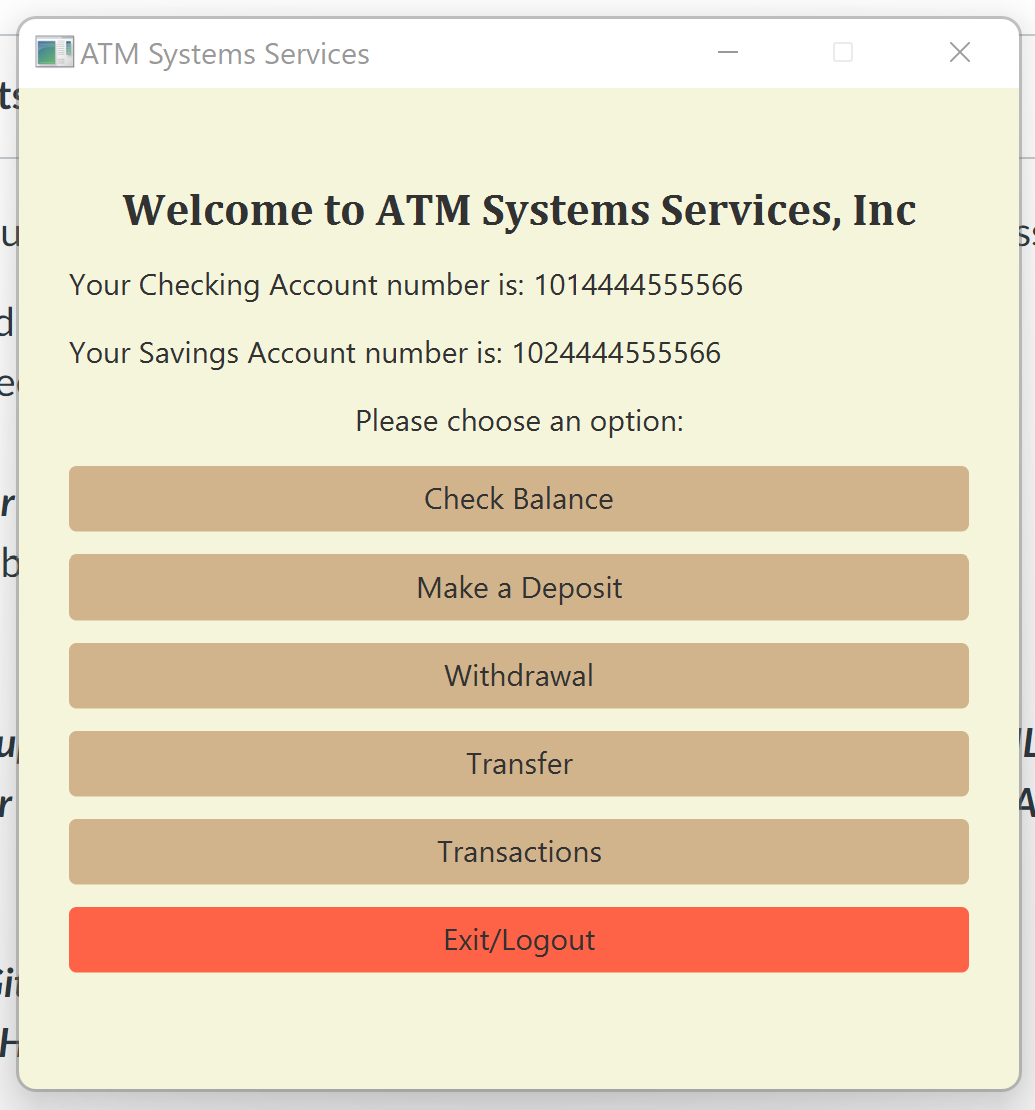 ATM Systems Services
Welcome to ATM Systems Services, Inc
Your Checking Account number is: 1014444555566
Your Savings Account number is: 1024444555566
Please choose an option:
Check Balance
Make a Deposit
Withdrawal
Transfer
Transactions
Exit/Logout